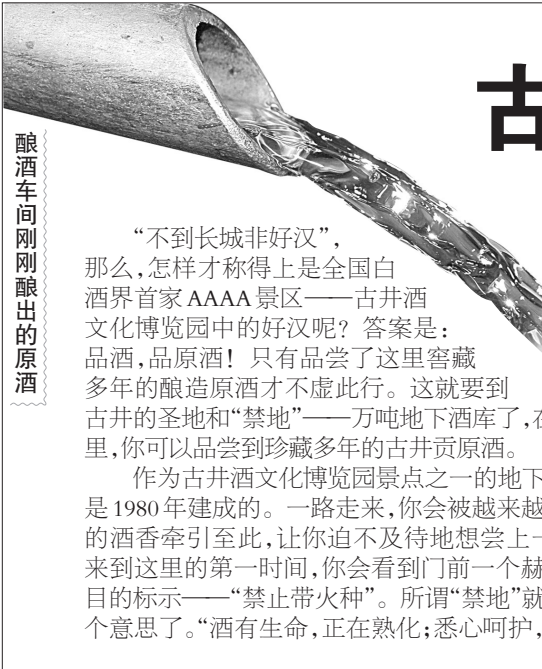 古
酿酒车间刚刚酿出的原酒
“不到长城非好汉”，
那么，怎样才称得上是全国白
酒界首家AAAA景区——古井酒
文化博览园中的好汉呢？答案是：
品酒，品原酒！只有品尝了这里窖藏
多年的酿造原酒才不虚此行。这就要到
古井的圣地和“禁地”——万吨地下酒库了，在
里，你可以品尝到珍藏多年的古井贡原酒。
作为古井酒文化博览园景点之一的地下
是1980年建成的。一路走来，你会被越来越
的酒香牵引至此，让你迫不及待地想尝上一
来到这里的第一时间，你会看到门前一个赫
目的标示——“禁止带火种”。所谓“禁地”就
个意思了。“酒有生命，正在熟化；悉心呵护，